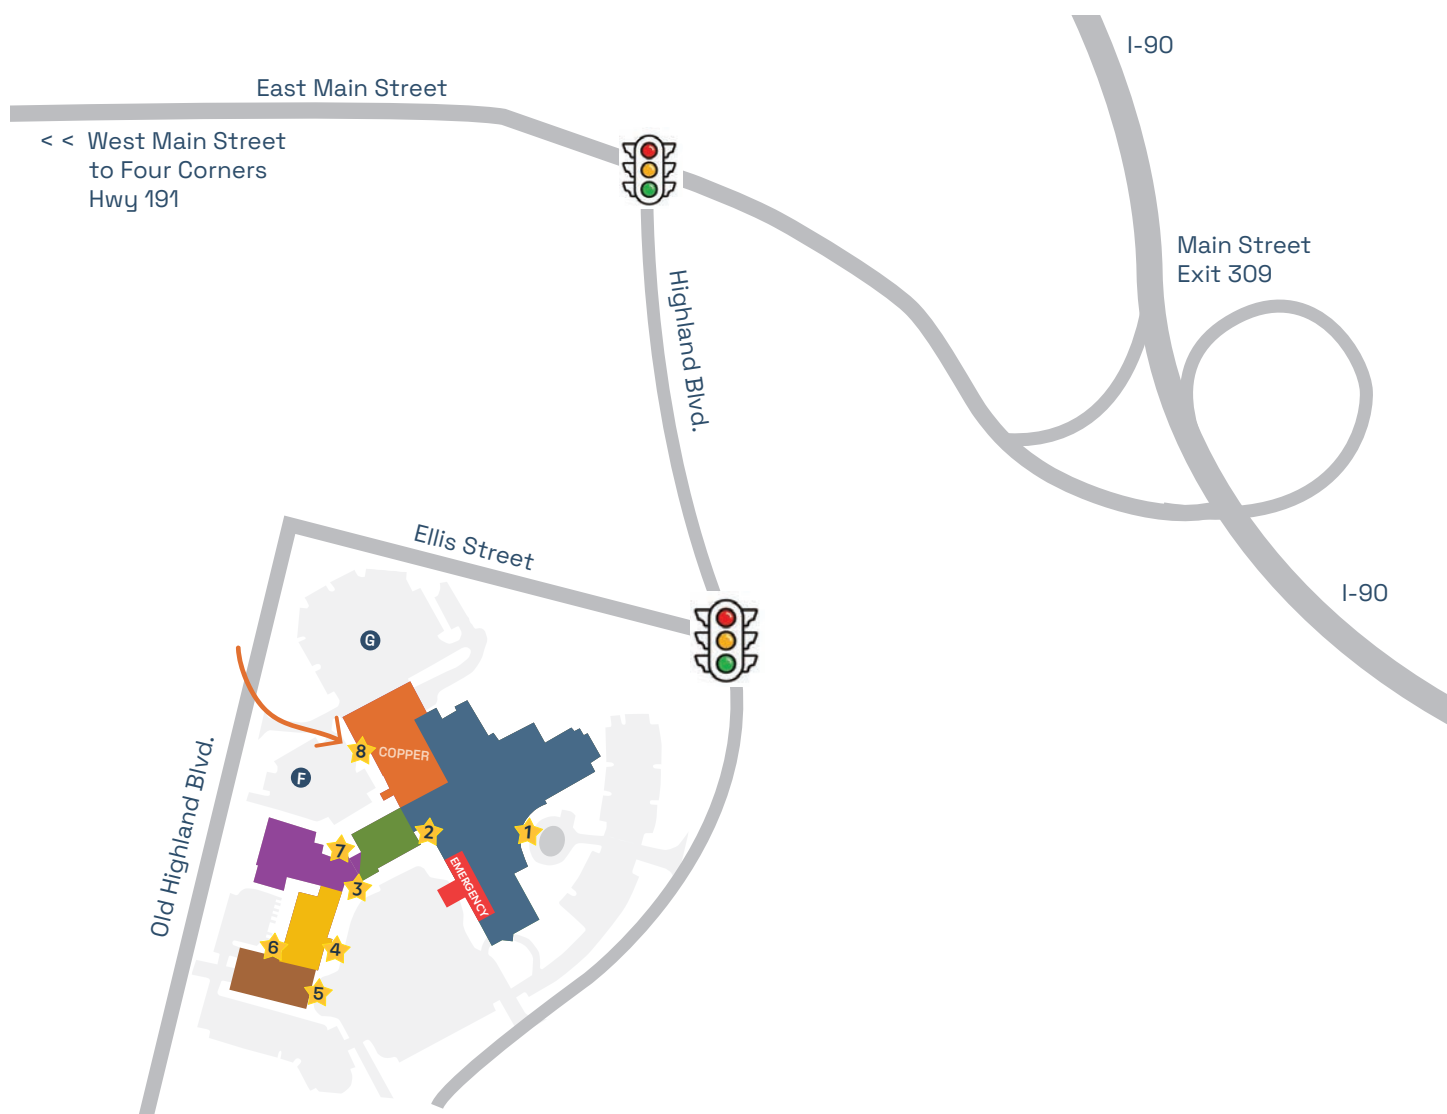 I-90
East Main Street
< < West Main Street
to Four Corners
Hwy 191
Main Street
Exit 309
Highland Blvd.
Ellis Street
I-90
G
8
COPPER
F
Old Highland Blvd.
7
2
1
3
EMERGENCY
6
4
5